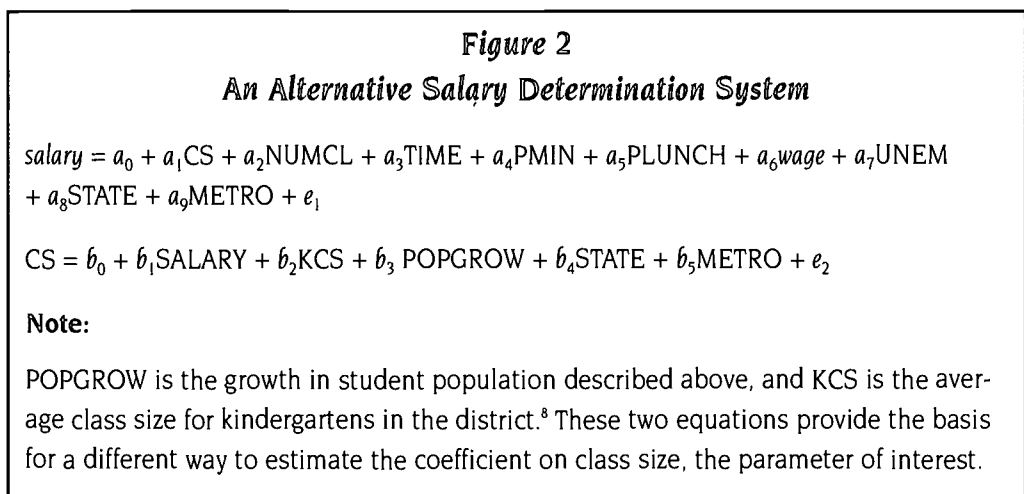 Figure 2
An Alternative Salary Determination System
salary = a₀ + a₁CS + a₂NUMCL + a₃TIME + a₄PMIN + a₅PLUNCH + a₆wage + a₇UNEM
+ a₈STATE + a₉METRO + e₁
CS = b₀ + b₁SALARY + b₂KCS + b₃ POPGROW + b₄STATE + b₅METRO + e₂
Note:
POPGROW is the growth in student population described above, and KCS is the aver-
age class size for kindergartens in the district.⁸ These two equations provide the basis
for a different way to estimate the coefficient on class size, the parameter of interest.